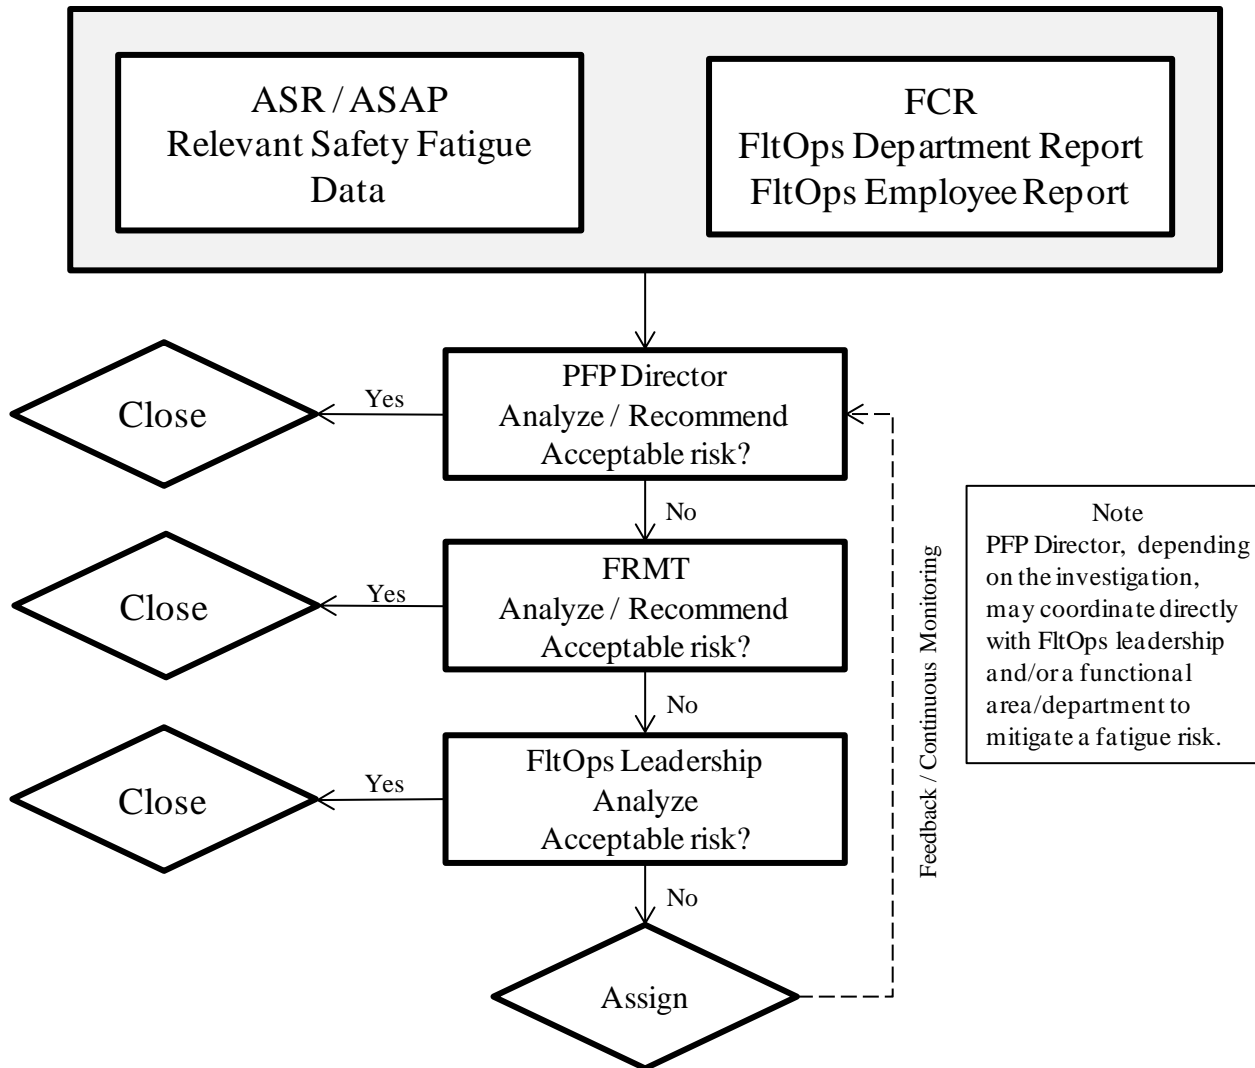 ASR / ASAP
Relevant Safety Fatigue
Data
FCR
FltOps Department Report
FltOps Employee Report
PFP Director
Analyze / Recommend
Acceptable risk?
Yes
Close
No
FRMT
Analyze / Recommend
Acceptable risk?
Yes
Close
No
FltOps Leadership
Analyze
Acceptable risk?
Yes
Close
No
Assign
Feedback / Continuous Monitoring
Note
PFP Director, depending
on the investigation,
may coordinate directly
with FltOps leadership
and/or a functional
area/department to
mitigate a fatigue risk.